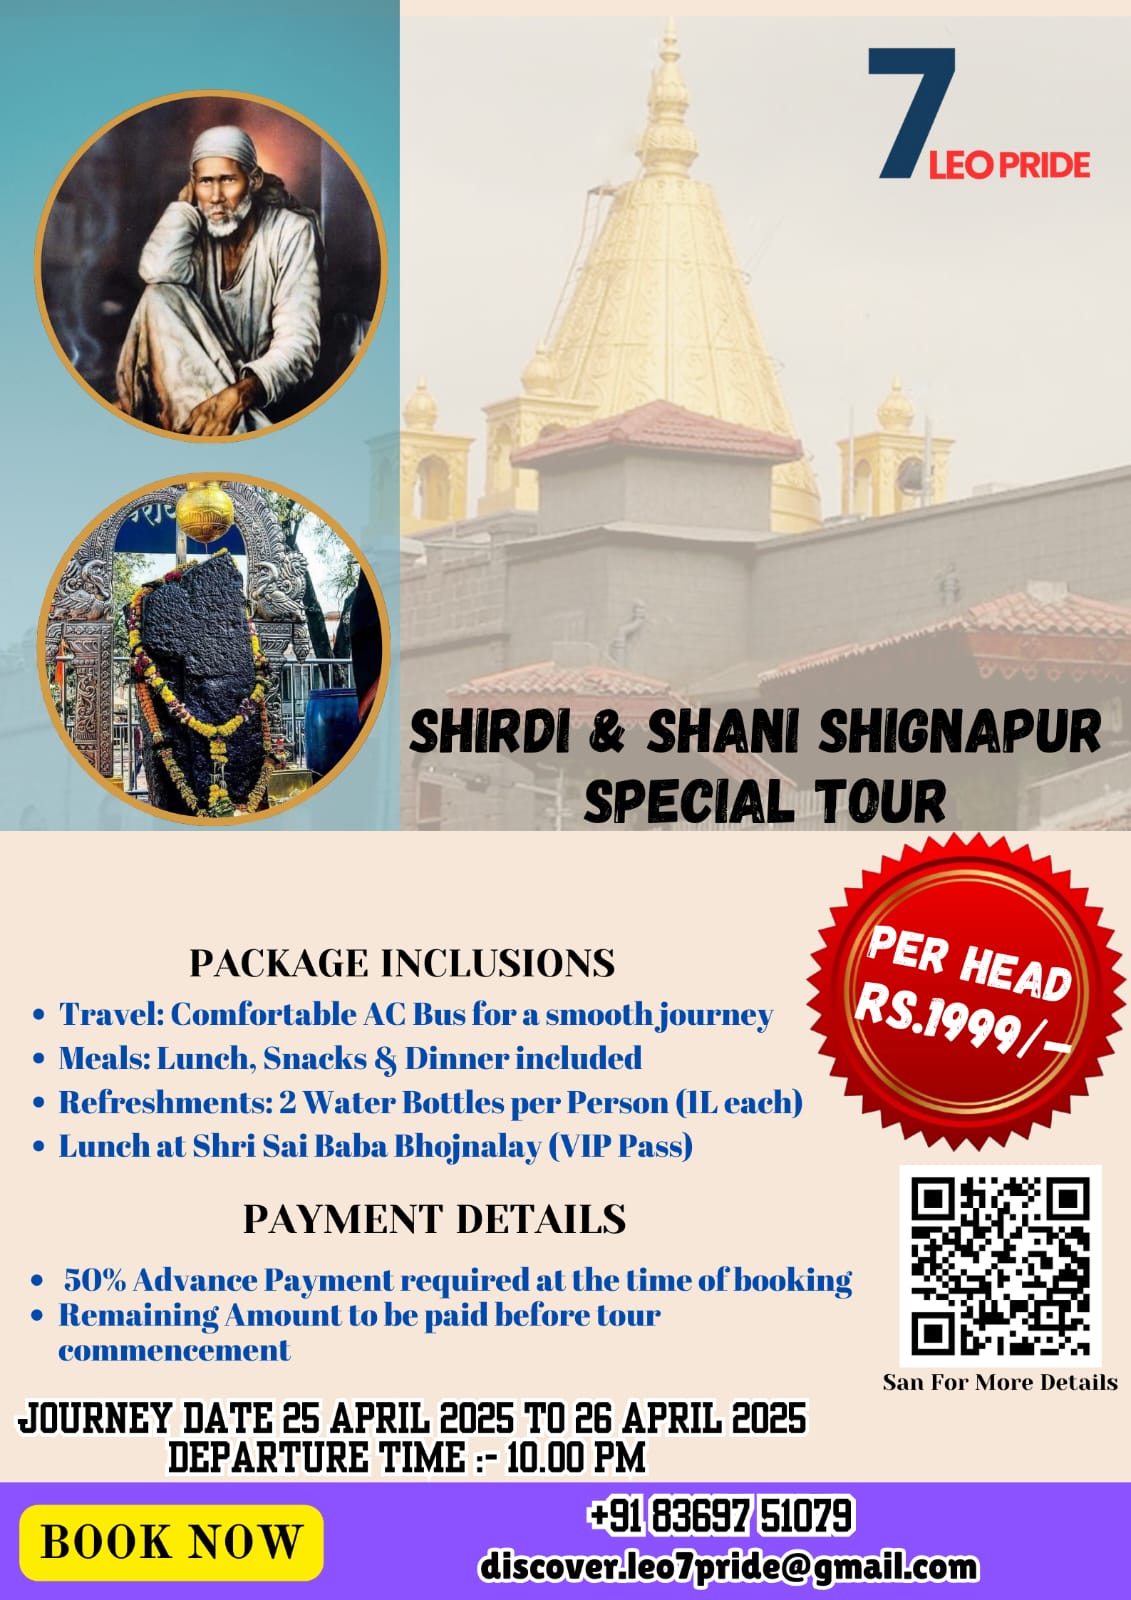 7
LEO PRIDE
SHIRDI & SHANI SHIGNAPUR
SPECIAL TOUR
PER HEAD
RS.1999/-
PACKAGE INCLUSIONS
• Travel: Comfortable AC Bus for a smooth journey
• Meals: Lunch, Snacks & Dinner included
• Refreshments: 2 Water Bottles per Person (1L each)
• Lunch at Shri Sai Baba Bhojnalay (VIP Pass)
PAYMENT DETAILS
• 50% Advance Payment required at the time of booking
• Remaining Amount to be paid before tour
commencement
San For More Details
JOURNEY DATE 25 APRIL 2025 TO 26 APRIL 2025
DEPARTURE TIME :- 10.00 PM
BOOK NOW
+91 83697 51079
discover.leo7pride@gmail.com